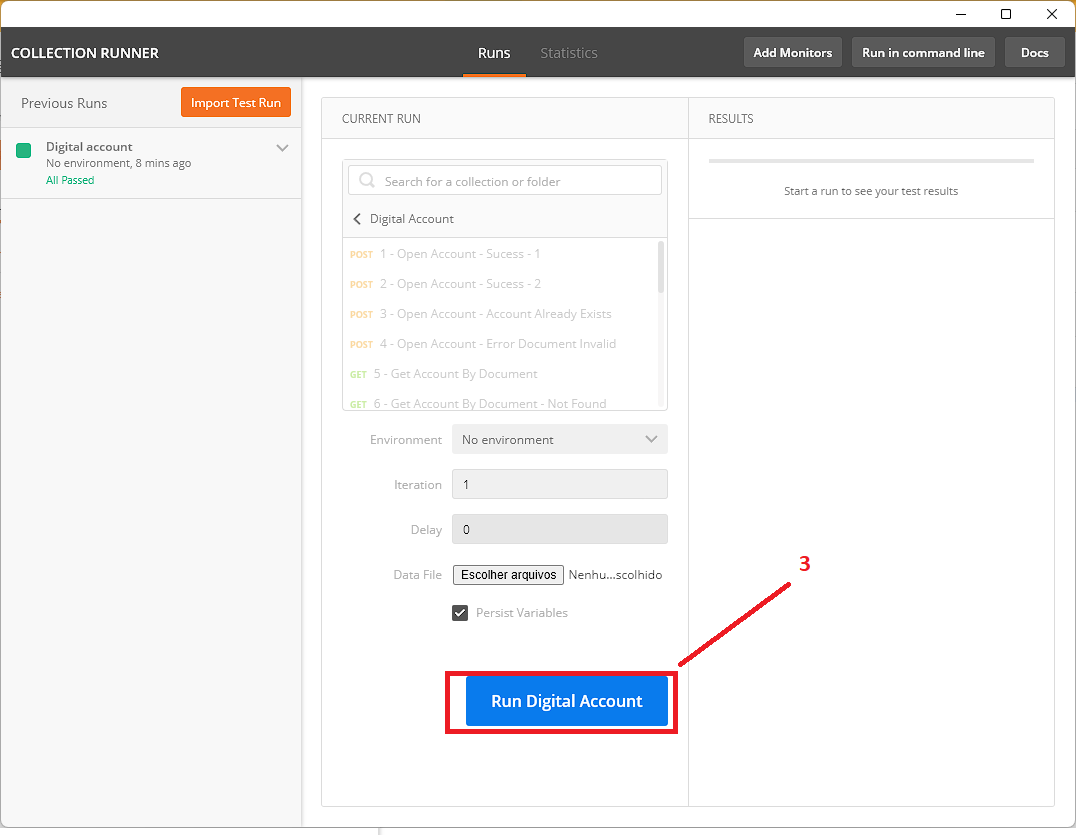 COLLECTION RUNNER
Runs
Statistics
Add Monitors
Run in command line
Docs
Previous Runs
Import Test Run
Digital account
No environment, 8 mins ago
All Passed
CURRENT RUN
Search for a collection or folder
Digital Account
POST 1 - Open Account - Sucess - 1
POST 2 - Open Account - Sucess - 2
POST 3 - Open Account - Account Already Exists
POST 4 - Open Account - Error Document Invalid
GET 5 - Get Account By Document
GET 6 - Get Account By Document - Not Found
Environment No environment
Iteration 1
Delay 0
Data File Escolher arquivos Nenhu...scolhido
Persist Variables
Run Digital Account
3
RESULTS
Start a run to see your test results